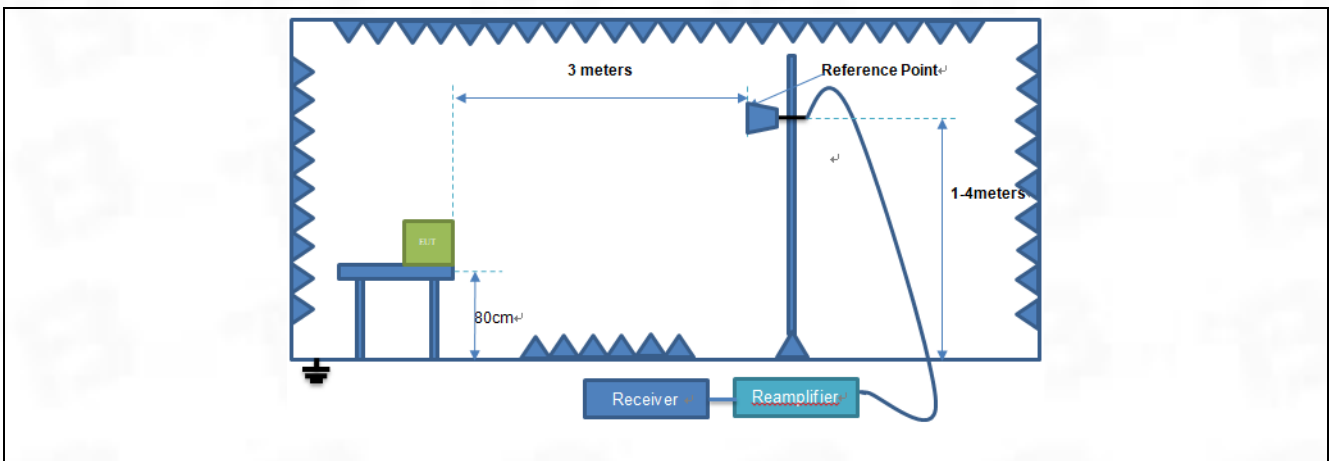 3 meters
Reference Point↵
↵
1-4meters
EUT
80cm↵
Receiver ↵
Reamplifier↵